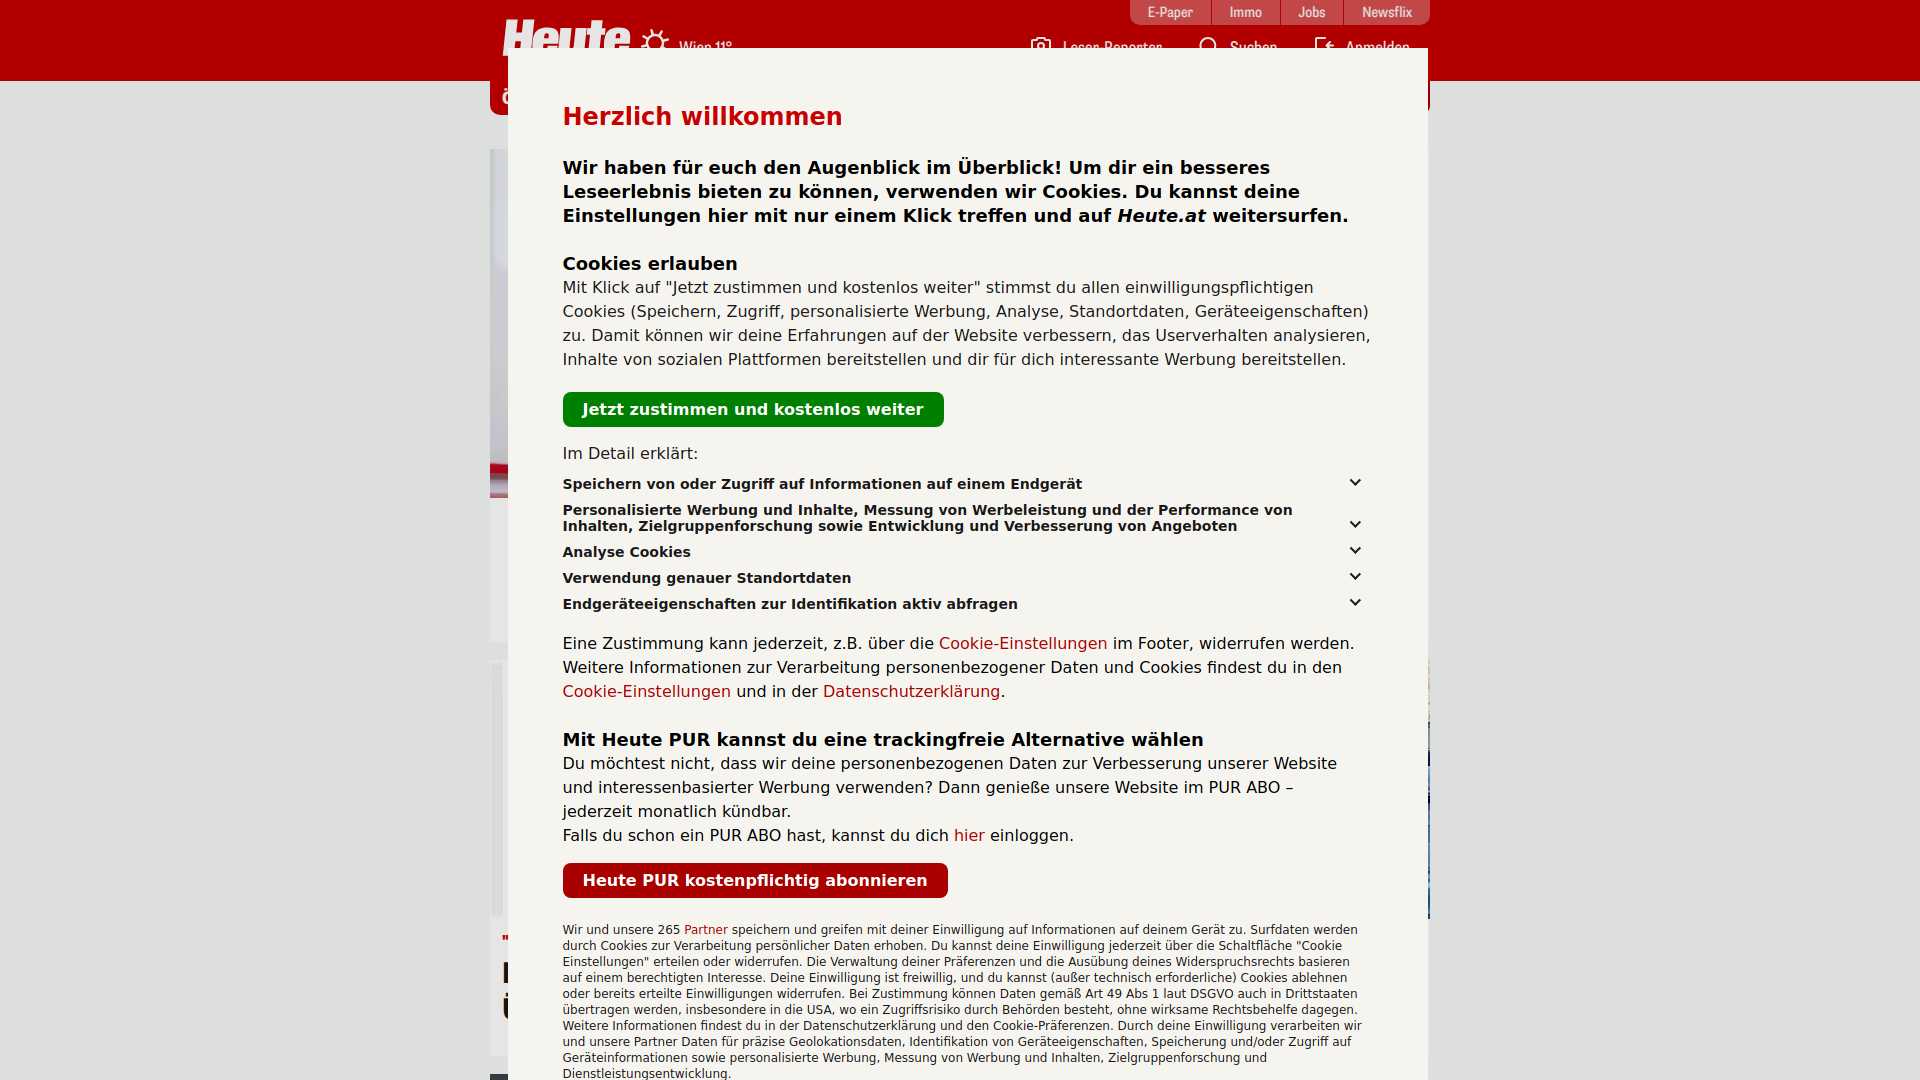 E-Paper Immo Jobs Newsflix
Heute Wien 11° Leser-Reporter Suchen Anmelden
Herzlich willkommen
Wir haben für euch den Augenblick im Überblick! Um dir ein besseres
Leseerlebnis bieten zu können, verwenden wir Cookies. Du kannst deine
Einstellungen hier mit nur einem Klick treffen und auf Heute.at weitersurfen.
Cookies erlauben
Mit Klick auf "Jetzt zustimmen und kostenlos weiter" stimmst du allen einwilligungspflichtigen
Cookies (Speichern, Zugriff, personalisierte Werbung, Analyse, Standortdaten, Geräteeigenschaften)
zu. Damit können wir deine Erfahrungen auf der Website verbessern, das Userverhalten analysieren,
Inhalte von sozialen Plattformen bereitstellen und dir für dich interessante Werbung bereitstellen.
Jetzt zustimmen und kostenlos weiter
Im Detail erklärt:
Speichern von oder Zugriff auf Informationen auf einem Endgerät
Personalisierte Werbung und Inhalte, Messung von Werbeleistung und der Performance von
Inhalten, Zielgruppenforschung sowie Entwicklung und Verbesserung von Angeboten
Analyse Cookies
Verwendung genauer Standortdaten
Endgeräteeigenschaften zur Identifikation aktiv abfragen
Eine Zustimmung kann jederzeit, z.B. über die Cookie-Einstellungen im Footer, widerrufen werden.
Weitere Informationen zur Verarbeitung personenbezogener Daten und Cookies findest du in den
Cookie-Einstellungen und in der Datenschutzerklärung.
Mit Heute PUR kannst du eine trackingfreie Alternative wählen
Du möchtest nicht, dass wir deine personenbezogenen Daten zur Verbesserung unserer Website
und interessenbasierter Werbung verwenden? Dann genieße unsere Website im PUR ABO –
jederzeit monatlich kündbar.
Falls du schon ein PUR ABO hast, kannst du dich hier einloggen.
Heute PUR kostenpflichtig abonnieren
Wir und unsere 265 Partner speichern und greifen mit deiner Einwilligung auf Informationen auf deinem Gerät zu. Surfdaten werden
durch Cookies zur Verarbeitung persönlicher Daten erhoben. Du kannst deine Einwilligung jederzeit über die Schaltfläche "Cookie
Einstellungen" erteilen oder widerrufen. Die Verwaltung deiner Präferenzen und die Ausübung deines Widerspruchsrechts basieren
auf einem berechtigten Interesse. Deine Einwilligung ist freiwillig, und du kannst (außer technisch erforderliche) Cookies ablehnen
oder bereits erteilte Einwilligungen widerrufen. Bei Zustimmung können Daten gemäß Art 49 Abs 1 laut DSGVO auch in Drittstaaten
übertragen werden, insbesondere in die USA, wo ein Zugriffsrisiko durch Behörden besteht, ohne wirksame Rechtsbehelfe dagegen.
Weitere Informationen findest du in der Datenschutzerklärung und den Cookie-Präferenzen. Durch deine Einwilligung verarbeiten wir
und unsere Partner Daten für präzise Geolokationsdaten, Identifikation von Geräteeigenschaften, Speicherung und/oder Zugriff auf
Geräteinformationen sowie personalisierte Werbung, Messung von Werbung und Inhalten, Zielgruppenforschung und
Dienstleistungsentwicklung.